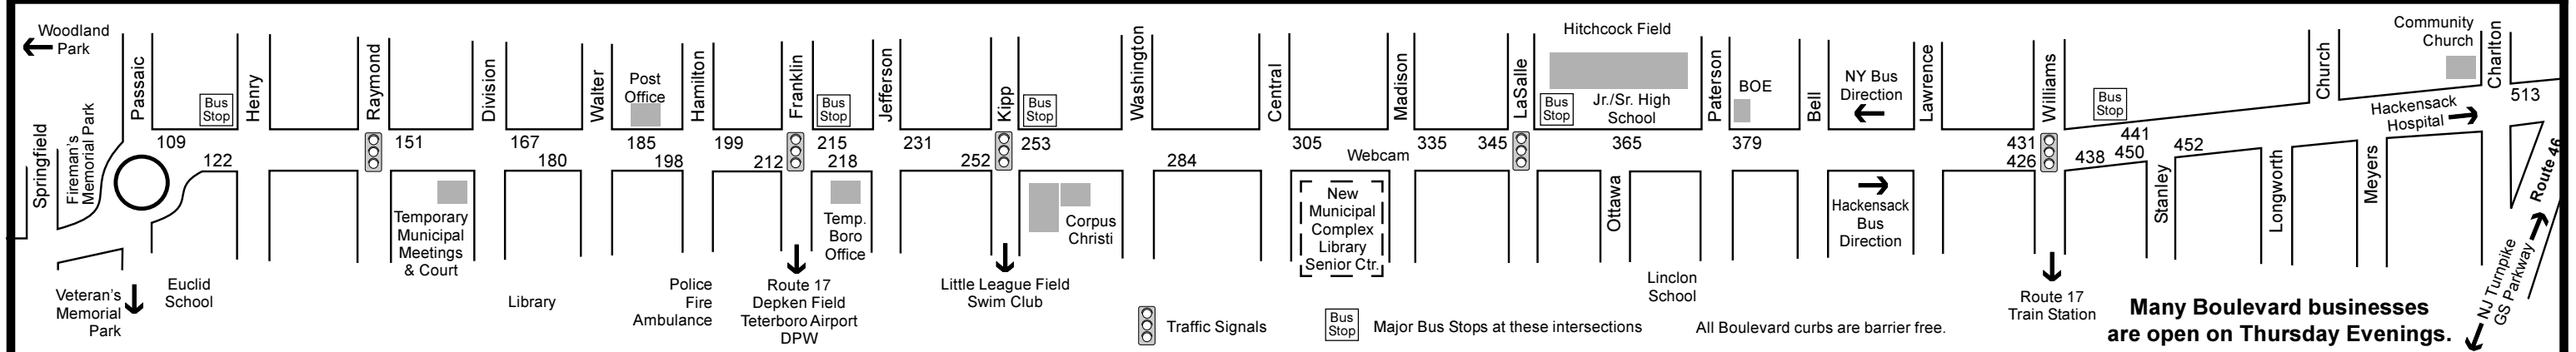 Woodland
Park
Springfield
Fireman's
Memorial Park
Passaic
Bus
Stop
Henry
Raymond
Division
Walter
Post
Office
Hamilton
Franklin
Bus
Stop
Jefferson
Kipp
Bus
Stop
Washington
Central
Madison
LaSalle
Hitchcock Field
Bus
Stop
Jr./Sr. High
School
Paterson
BOE
Bell
NY Bus
Direction
Lawrence
Williams
Bus
Stop
Church
Community
Church
Charlton
Hackensack
Hospital
513
109
122
151
167
180
185
198
199
212
215
218
231
252
253
284
305
Webcam
335
345
365
379
431
426
438
441
450
452
Temporary
Municipal
Meetings
& Court
Temp.
Boro
Office
Corpus
Christi
New
Municipal
Complex
Library
Senior Ctr.
Ottawa
Hackensack
Bus
Direction
Stanley
Longworth
Meyers
Route 46
NJ Turnpike
GS Parkway
Veteran's
Memorial
Park
Euclid
School
Library
Police
Fire
Ambulance
Route 17
Depken Field
Teterboro Airport
DPW
Little League Field
Swim Club
Linclon
School
Route 17
Train Station
Traffic Signals
Bus
Stop
Major Bus Stops at these intersections
All Boulevard curbs are barrier free.
Many Boulevard businesses
are open on Thursday Evenings.